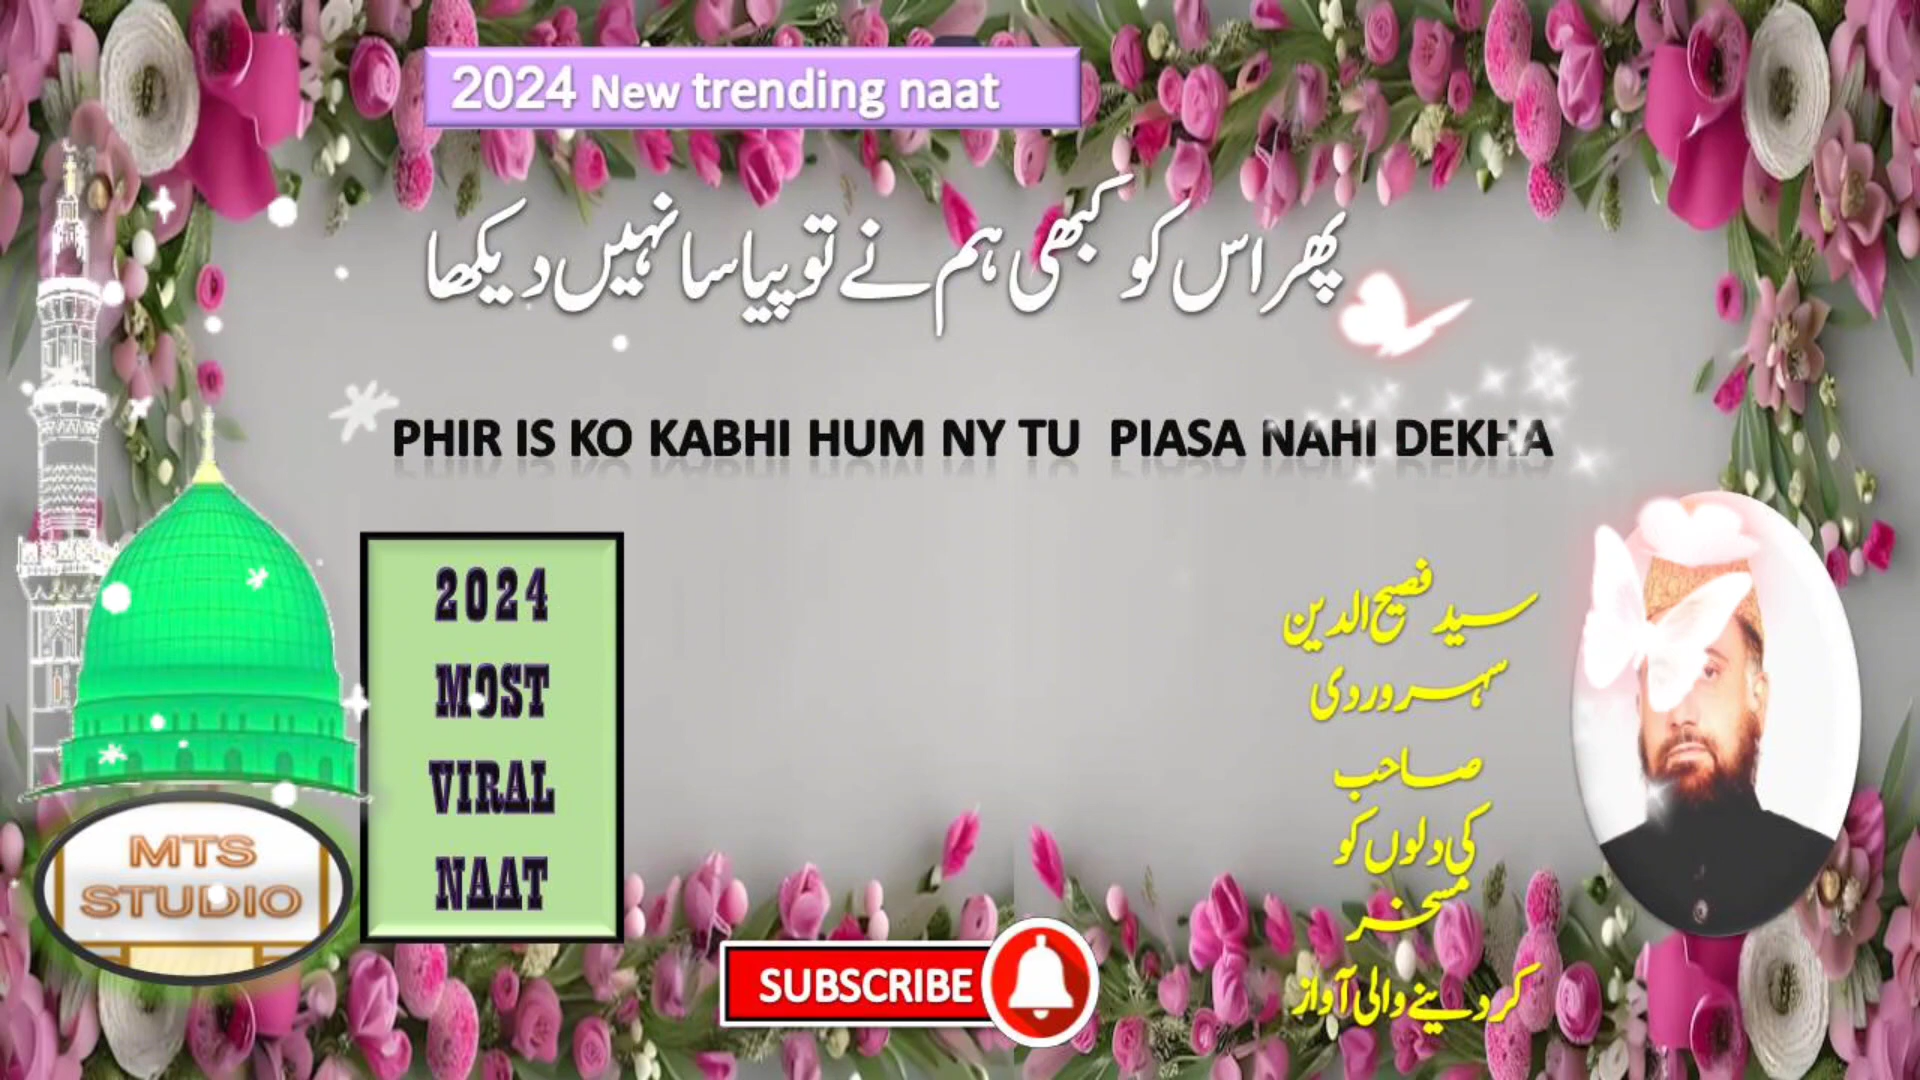 2024 New trending naat
پھر اس کو کبھی ہم نے تو پیاسا نہیں دیکھا
PHIR IS KO KABHI HUM NY TU PIASA NAHI DEKHA
2024
MOST
VIRAL
NAAT
سید فصیح الدین
سہروردی
صاحب
کی دلوں کو
مسخر
کر دینے والی آواز
MTS
STUDIO
SUBSCRIBE